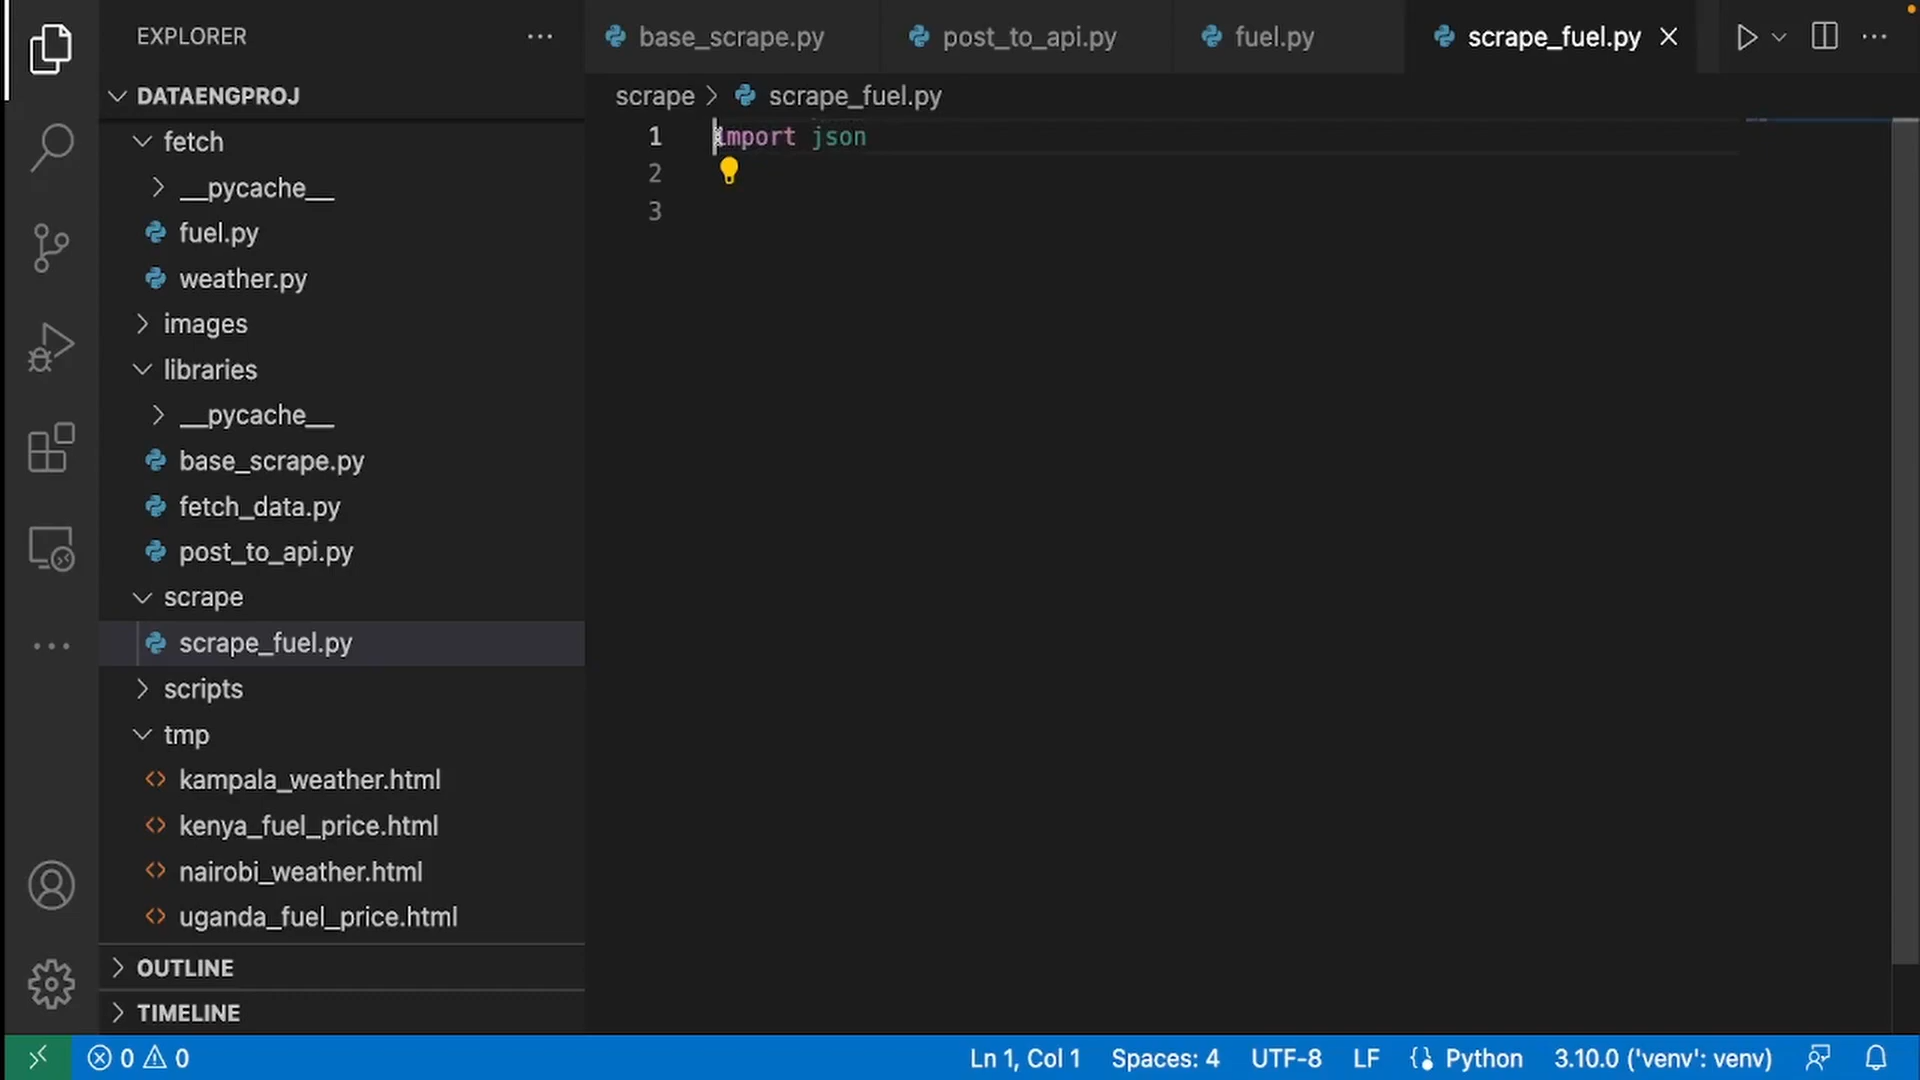 EXPLORER
base_scrape.py
post_to_api.py
fuel.py
scrape_fuel.py
DATAENGPROJ
scrape > scrape_fuel.py
fetch
__pycache__
fuel.py
weather.py
images
libraries
__pycache__
base_scrape.py
fetch_data.py
post_to_api.py
scrape
scrape_fuel.py
scripts
tmp
kampala_weather.html
kenya_fuel_price.html
nairobi_weather.html
uganda_fuel_price.html
OUTLINE
TIMELINE
1 import json
2
3
0 0 Ln 1, Col 1 Spaces: 4 UTF-8 LF Python 3.10.0 ('venv': venv)